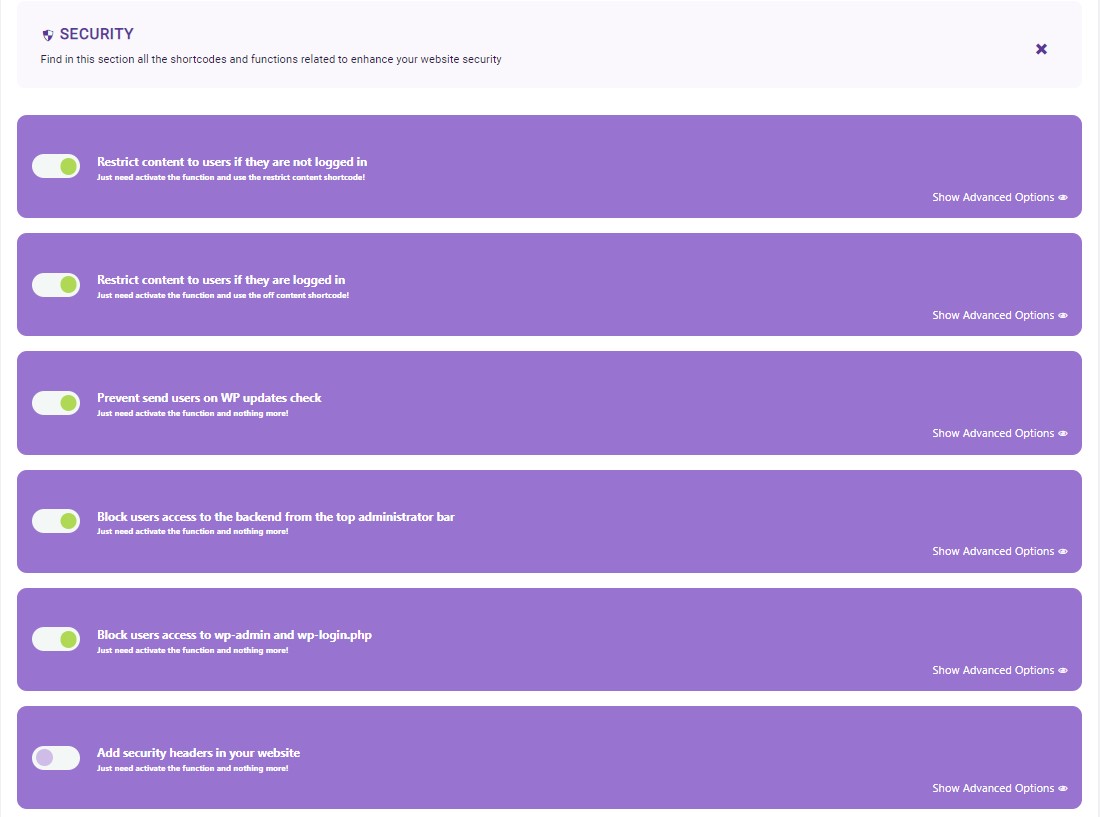 SECURITY
Find in this section all the shortcodes and functions related to enhance your website security
Restrict content to users if they are not logged in
Just need activate the function and use the restrict content shortcode!
Show Advanced Options
Restrict content to users if they are logged in
Just need activate the function and use the off content shortcode!
Show Advanced Options
Prevent send users on WP updates check
Just need activate the function and nothing more!
Show Advanced Options
Block users access to the backend from the top administrator bar
Just need activate the function and nothing more!
Show Advanced Options
Block users access to wp-admin and wp-login.php
Just need activate the function and nothing more!
Show Advanced Options
Add security headers in your website
Just need activate the function and nothing more!
Show Advanced Options